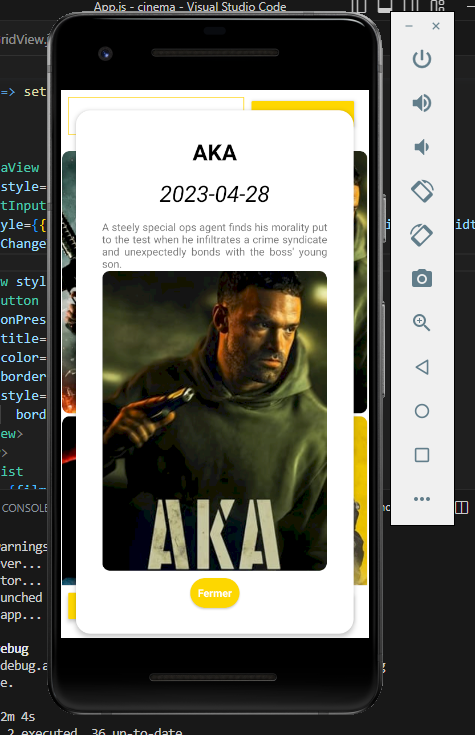 App.js - cinema - Visual Studio Code
ridView.
=> set
aView
style=
tInput
tyle={{
idt
Change
w style
utton
onPres
title=
color=
border
style=
bord
ew>
>
ist
{film
CONSOLE
AKA
2023-04-28
A steely special ops agent finds his morality put
to the test when he infiltrates a crime syndicate
and unexpectedly bonds with the boss' young
son.
AKA
Fermer
arnings
ver...
tor...
unched
app...
ebug
debug.a
g
e.
2m 4s
2 executed, 36 up-to-date